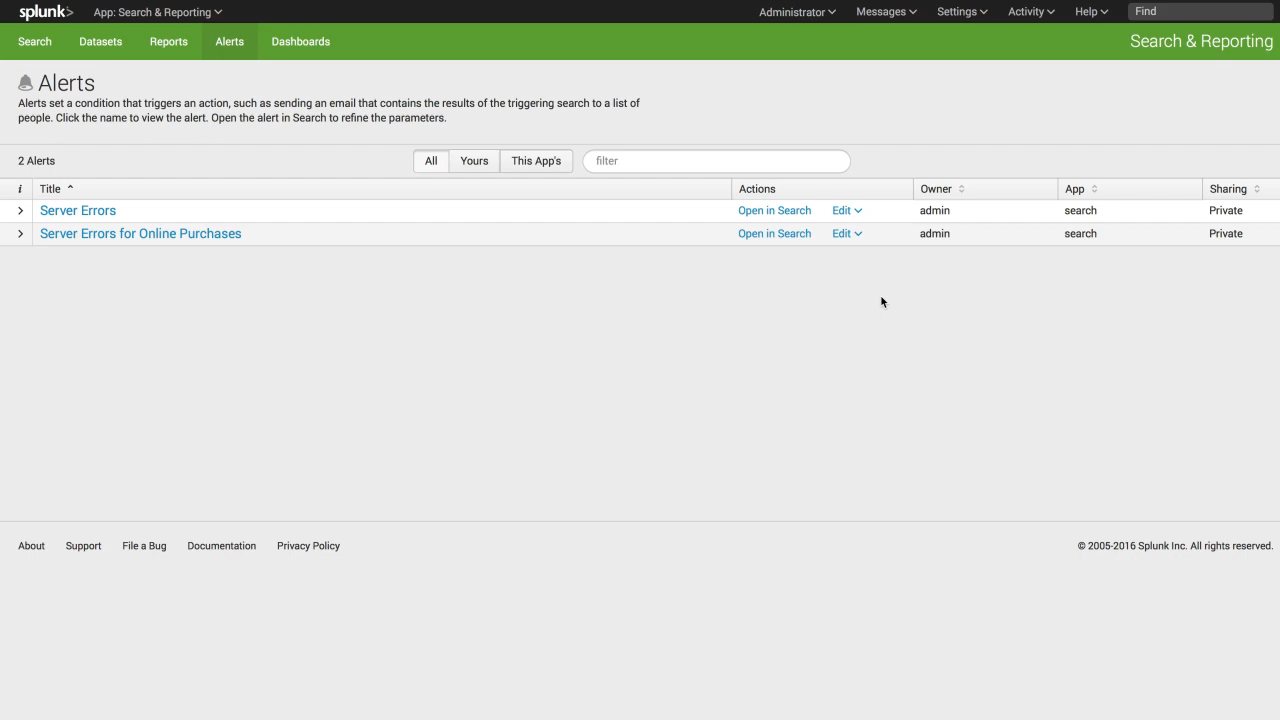 splunk> App: Search & Reporting Administrator Messages Settings Activity Help Find
Search Datasets Reports Alerts Dashboards Search & Reporting
Alerts
Alerts set a condition that triggers an action, such as sending an email that contains the results of the triggering search to a list of
people. Click the name to view the alert. Open the alert in Search to refine the parameters.
2 Alerts All Yours This App's filter
i Title Actions Owner App Sharing
Server Errors Open in Search Edit admin search Private
Server Errors for Online Purchases Open in Search Edit admin search Private
About Support File a Bug Documentation Privacy Policy © 2005-2016 Splunk Inc. All rights reserved.